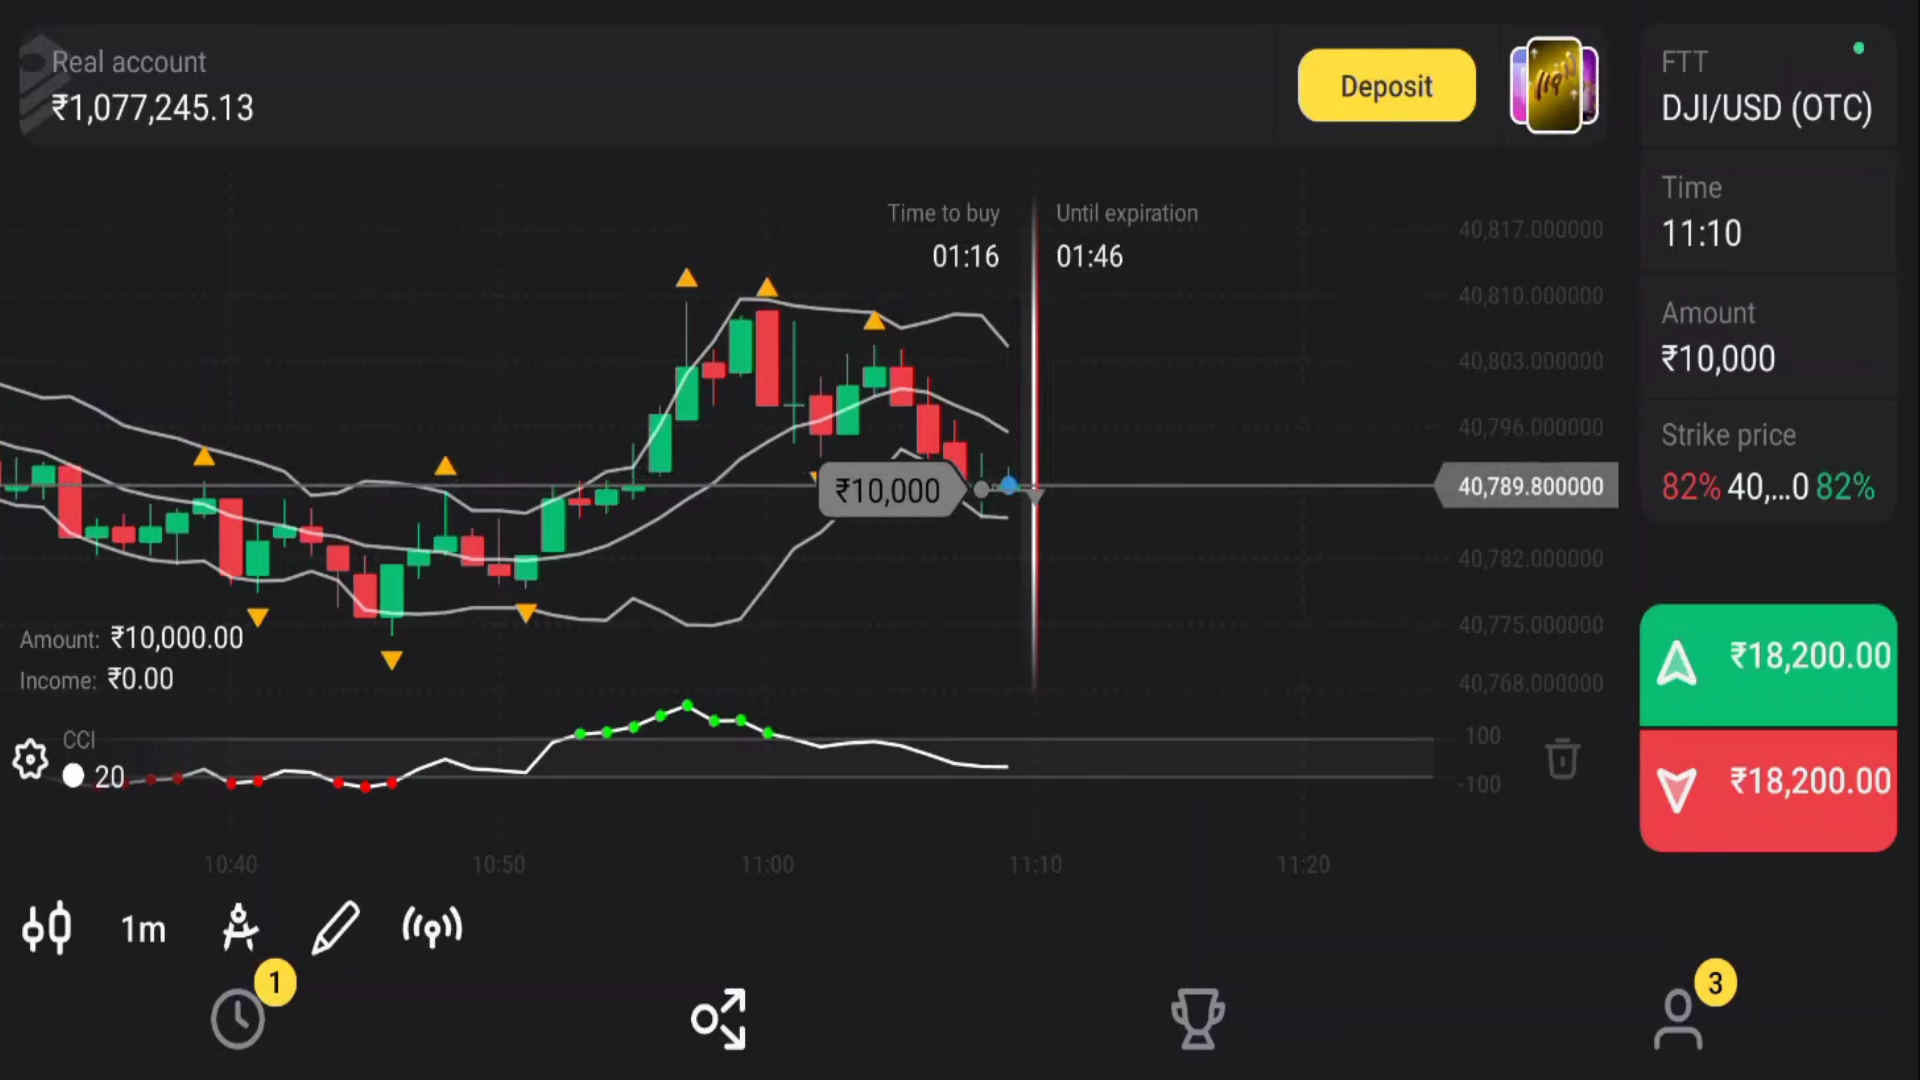 Real account
₹1,077,245.13
Deposit
FTT
DJI/USD (OTC)
Time
11:10
Amount
₹10,000
Strike price
82% 40,...0 82%
Time to buy
01:16
Until expiration
01:46
40,817.000000
40,810.000000
40,803.000000
40,796.000000
40,789.800000
40,782.000000
40,775.000000
40,768.000000
₹10,000
Amount: ₹10,000.00
Income: ₹0.00
₹18,200.00
₹18,200.00
CCI
20
100
-100
10:40
10:50
11:00
11:10
11:20
1m
1
3